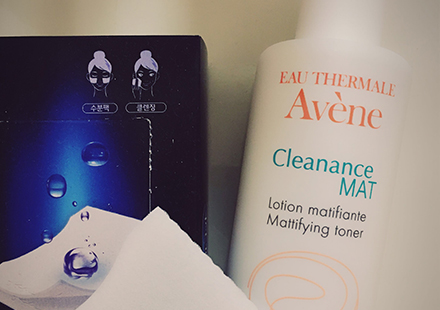 수분팩
클렌징
EAU THERMALE
Avène
Cleanance
MAT
Lotion matifiante
Mattifying toner